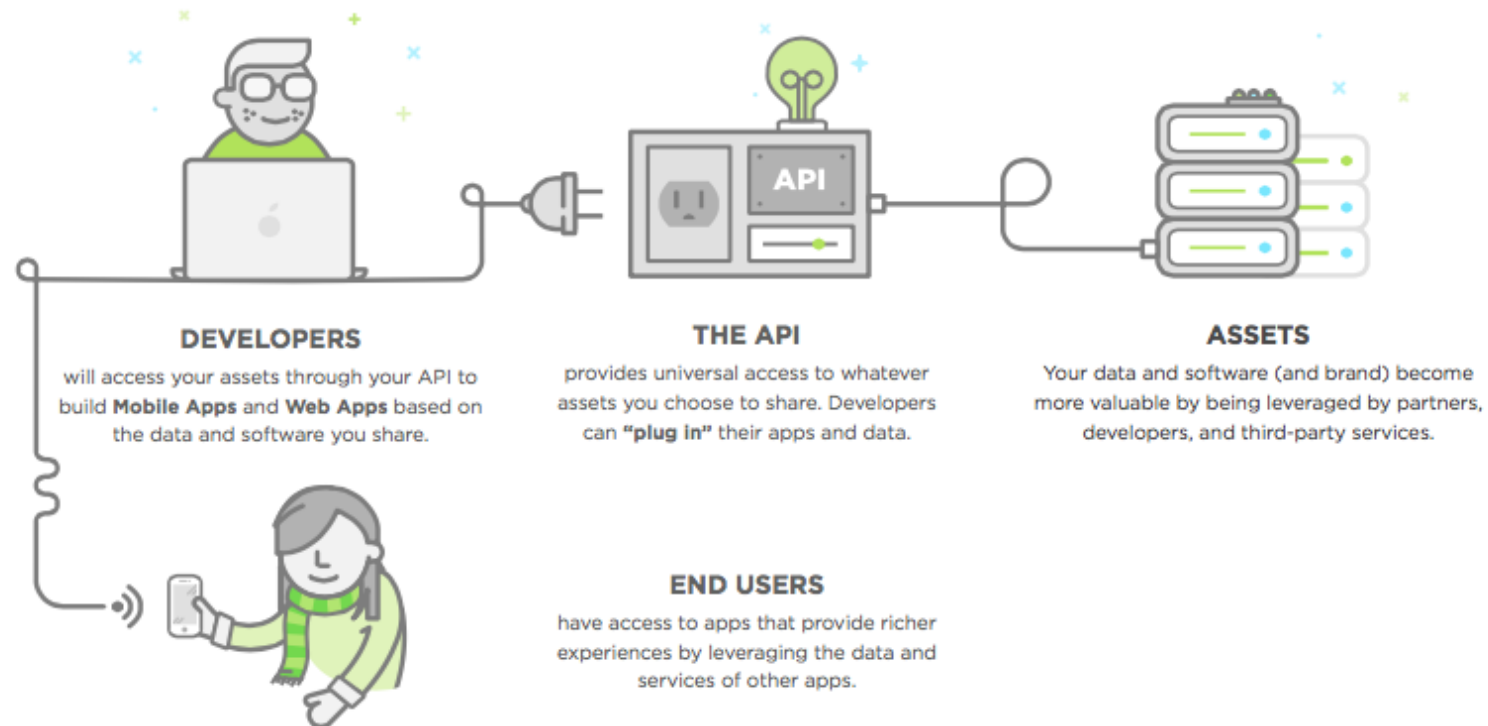 API
DEVELOPERS
will access your assets through your API to
build Mobile Apps and Web Apps based on
the data and software you share.
THE API
provides universal access to whatever
assets you choose to share. Developers
can “plug in” their apps and data.
ASSETS
Your data and software (and brand) become
more valuable by being leveraged by partners,
developers, and third-party services.
END USERS
have access to apps that provide richer
experiences by leveraging the data and
services of other apps.